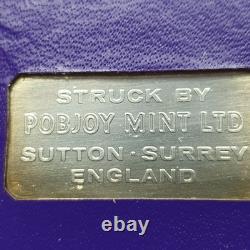 STRUCK BY
POBJOY MINT LTD
SUTTON · SURREY
ENGLAND